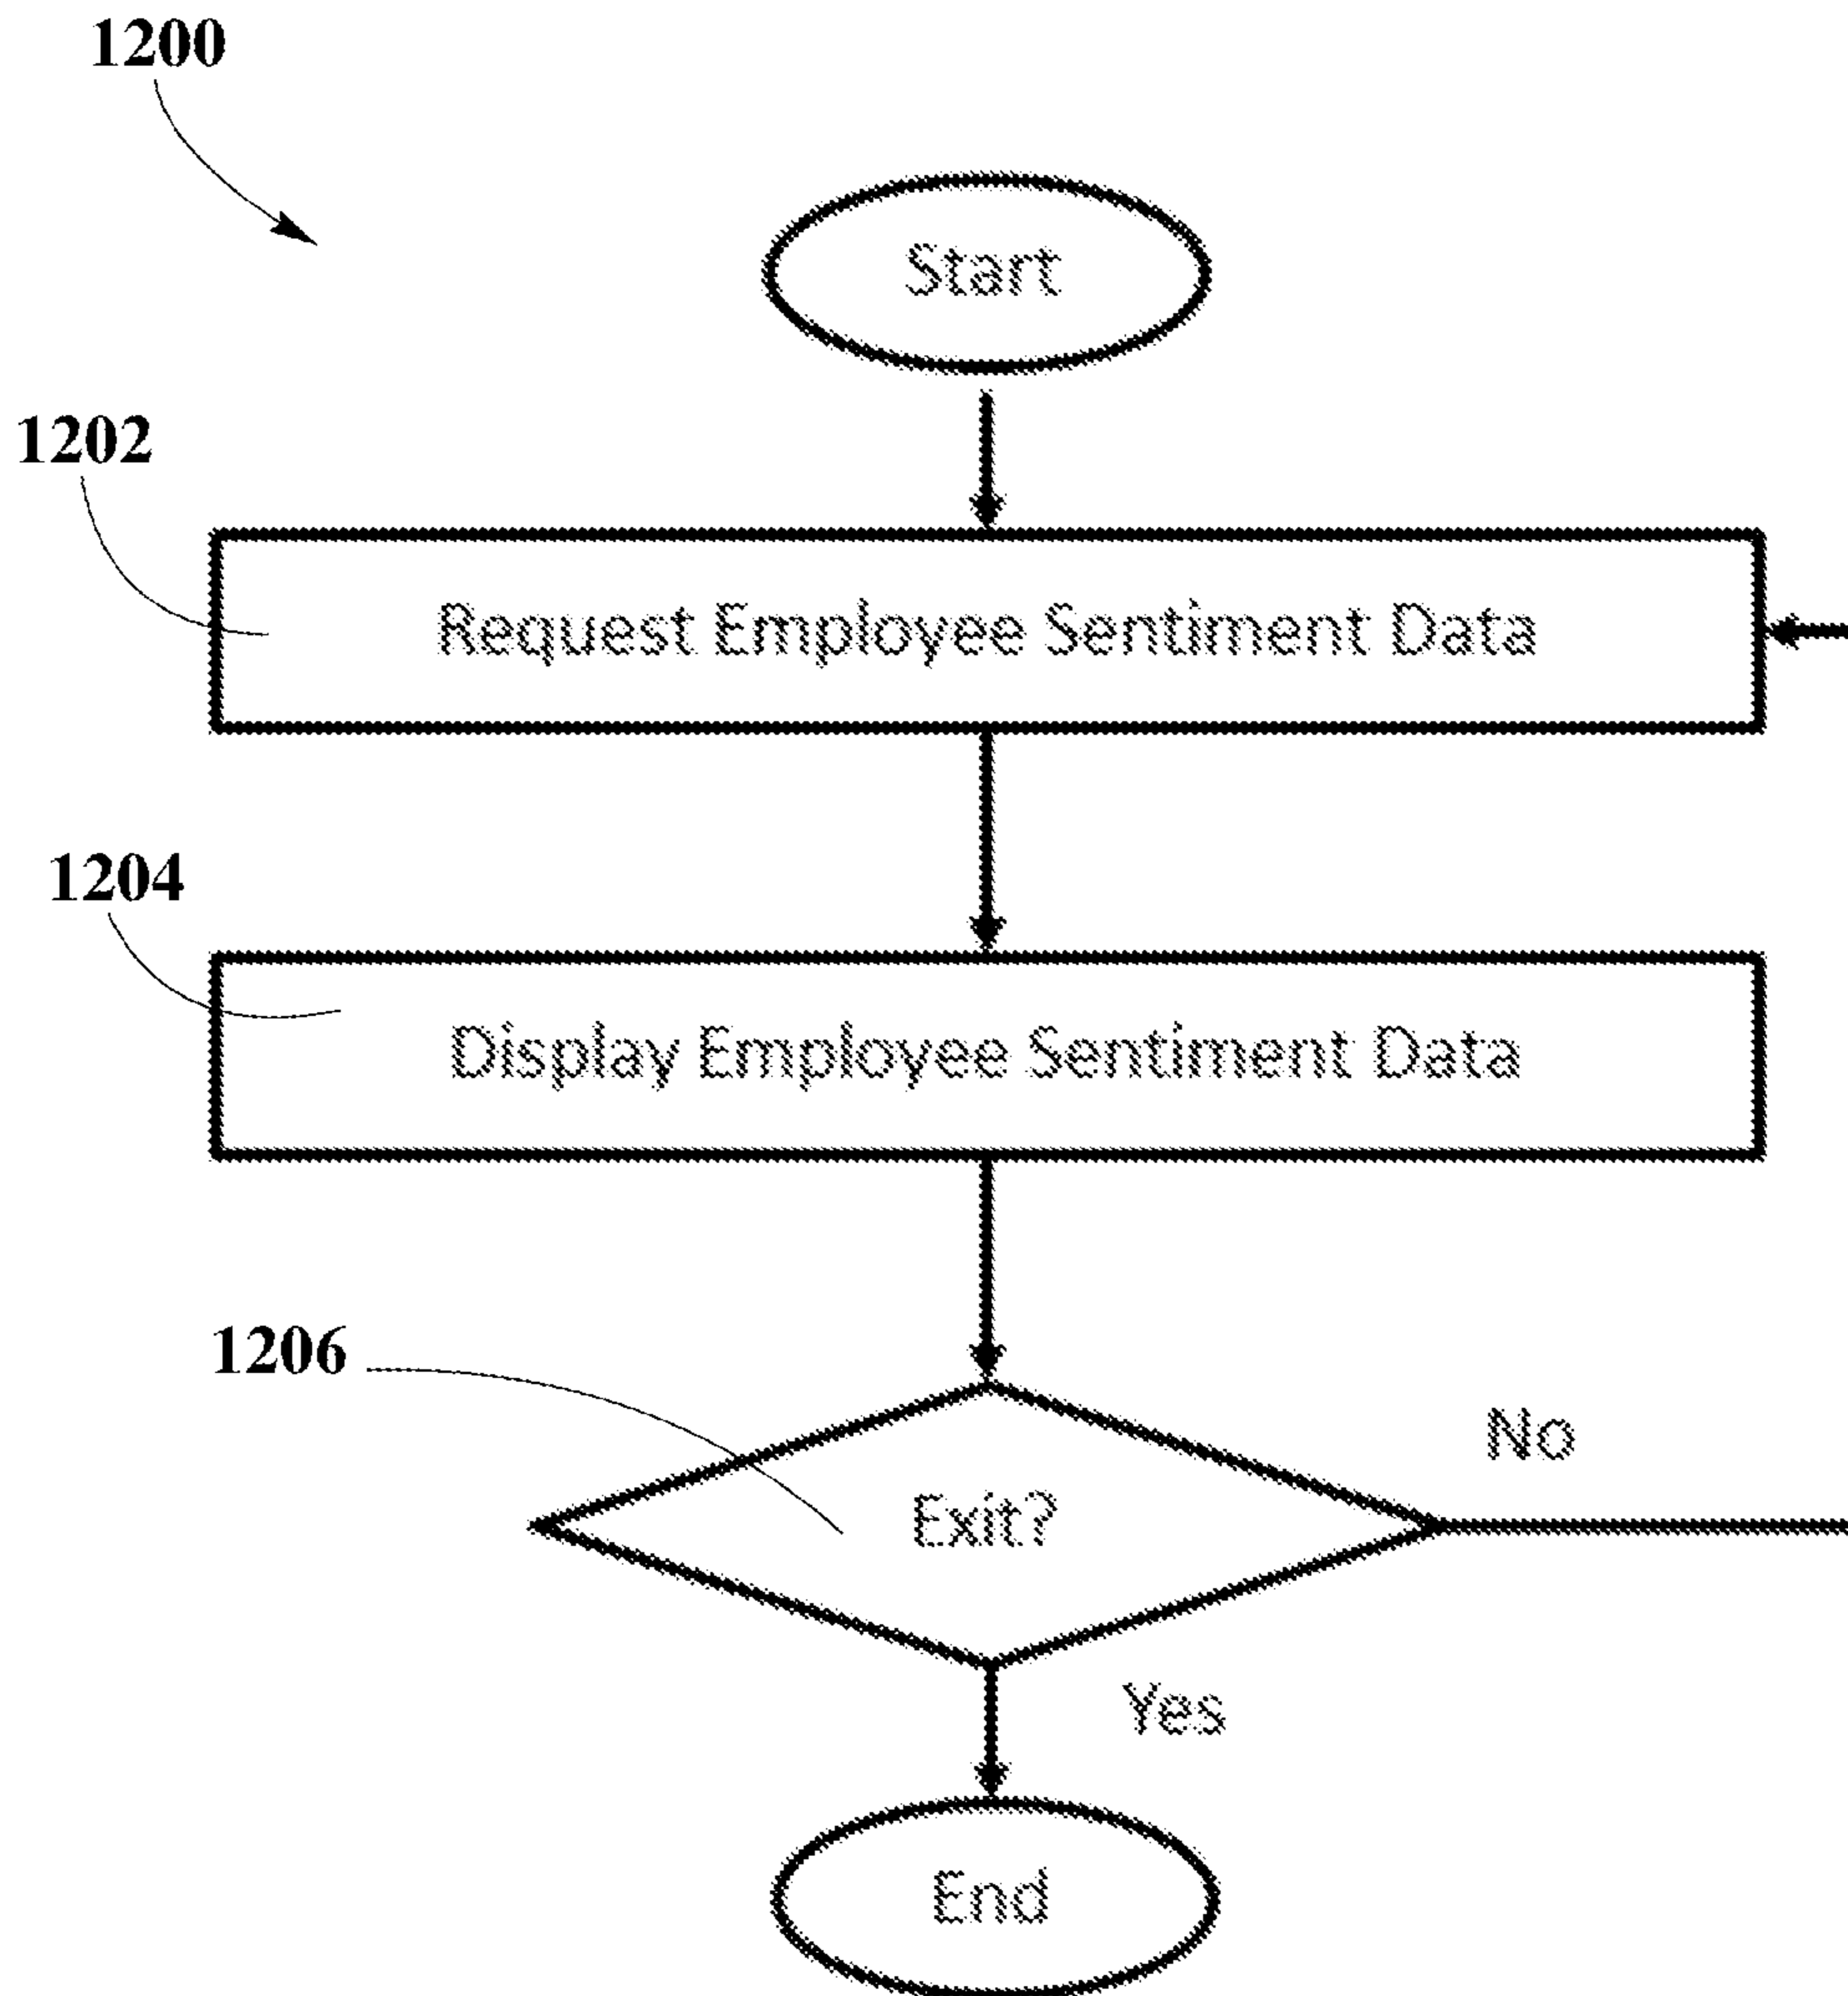 1200
Start
1202
Request Employee Sentiment Data
1204
Display Employee Sentiment Data
1206
Exit?
No
Yes
End